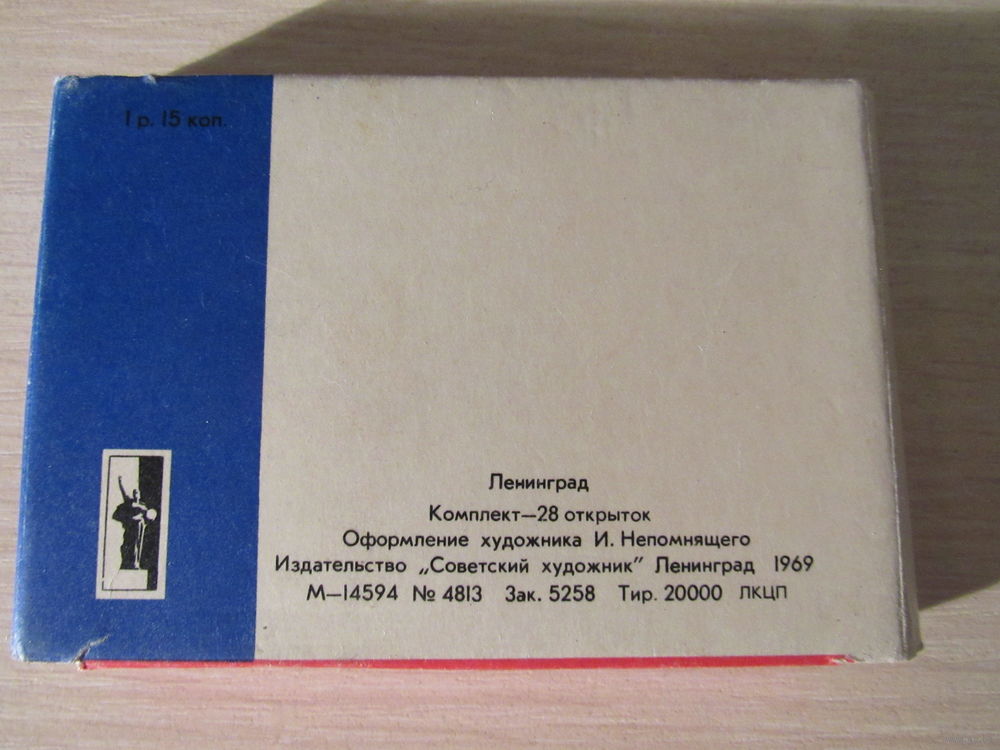 1 р. 15 коп.
Ленинград
Комплект—28 открыток
Оформление художника И. Непомнящего
Издательство „Советский художник” Ленинград 1969
М—14594 № 4813 Зак. 5258 Тир. 20000 ЛКЦП